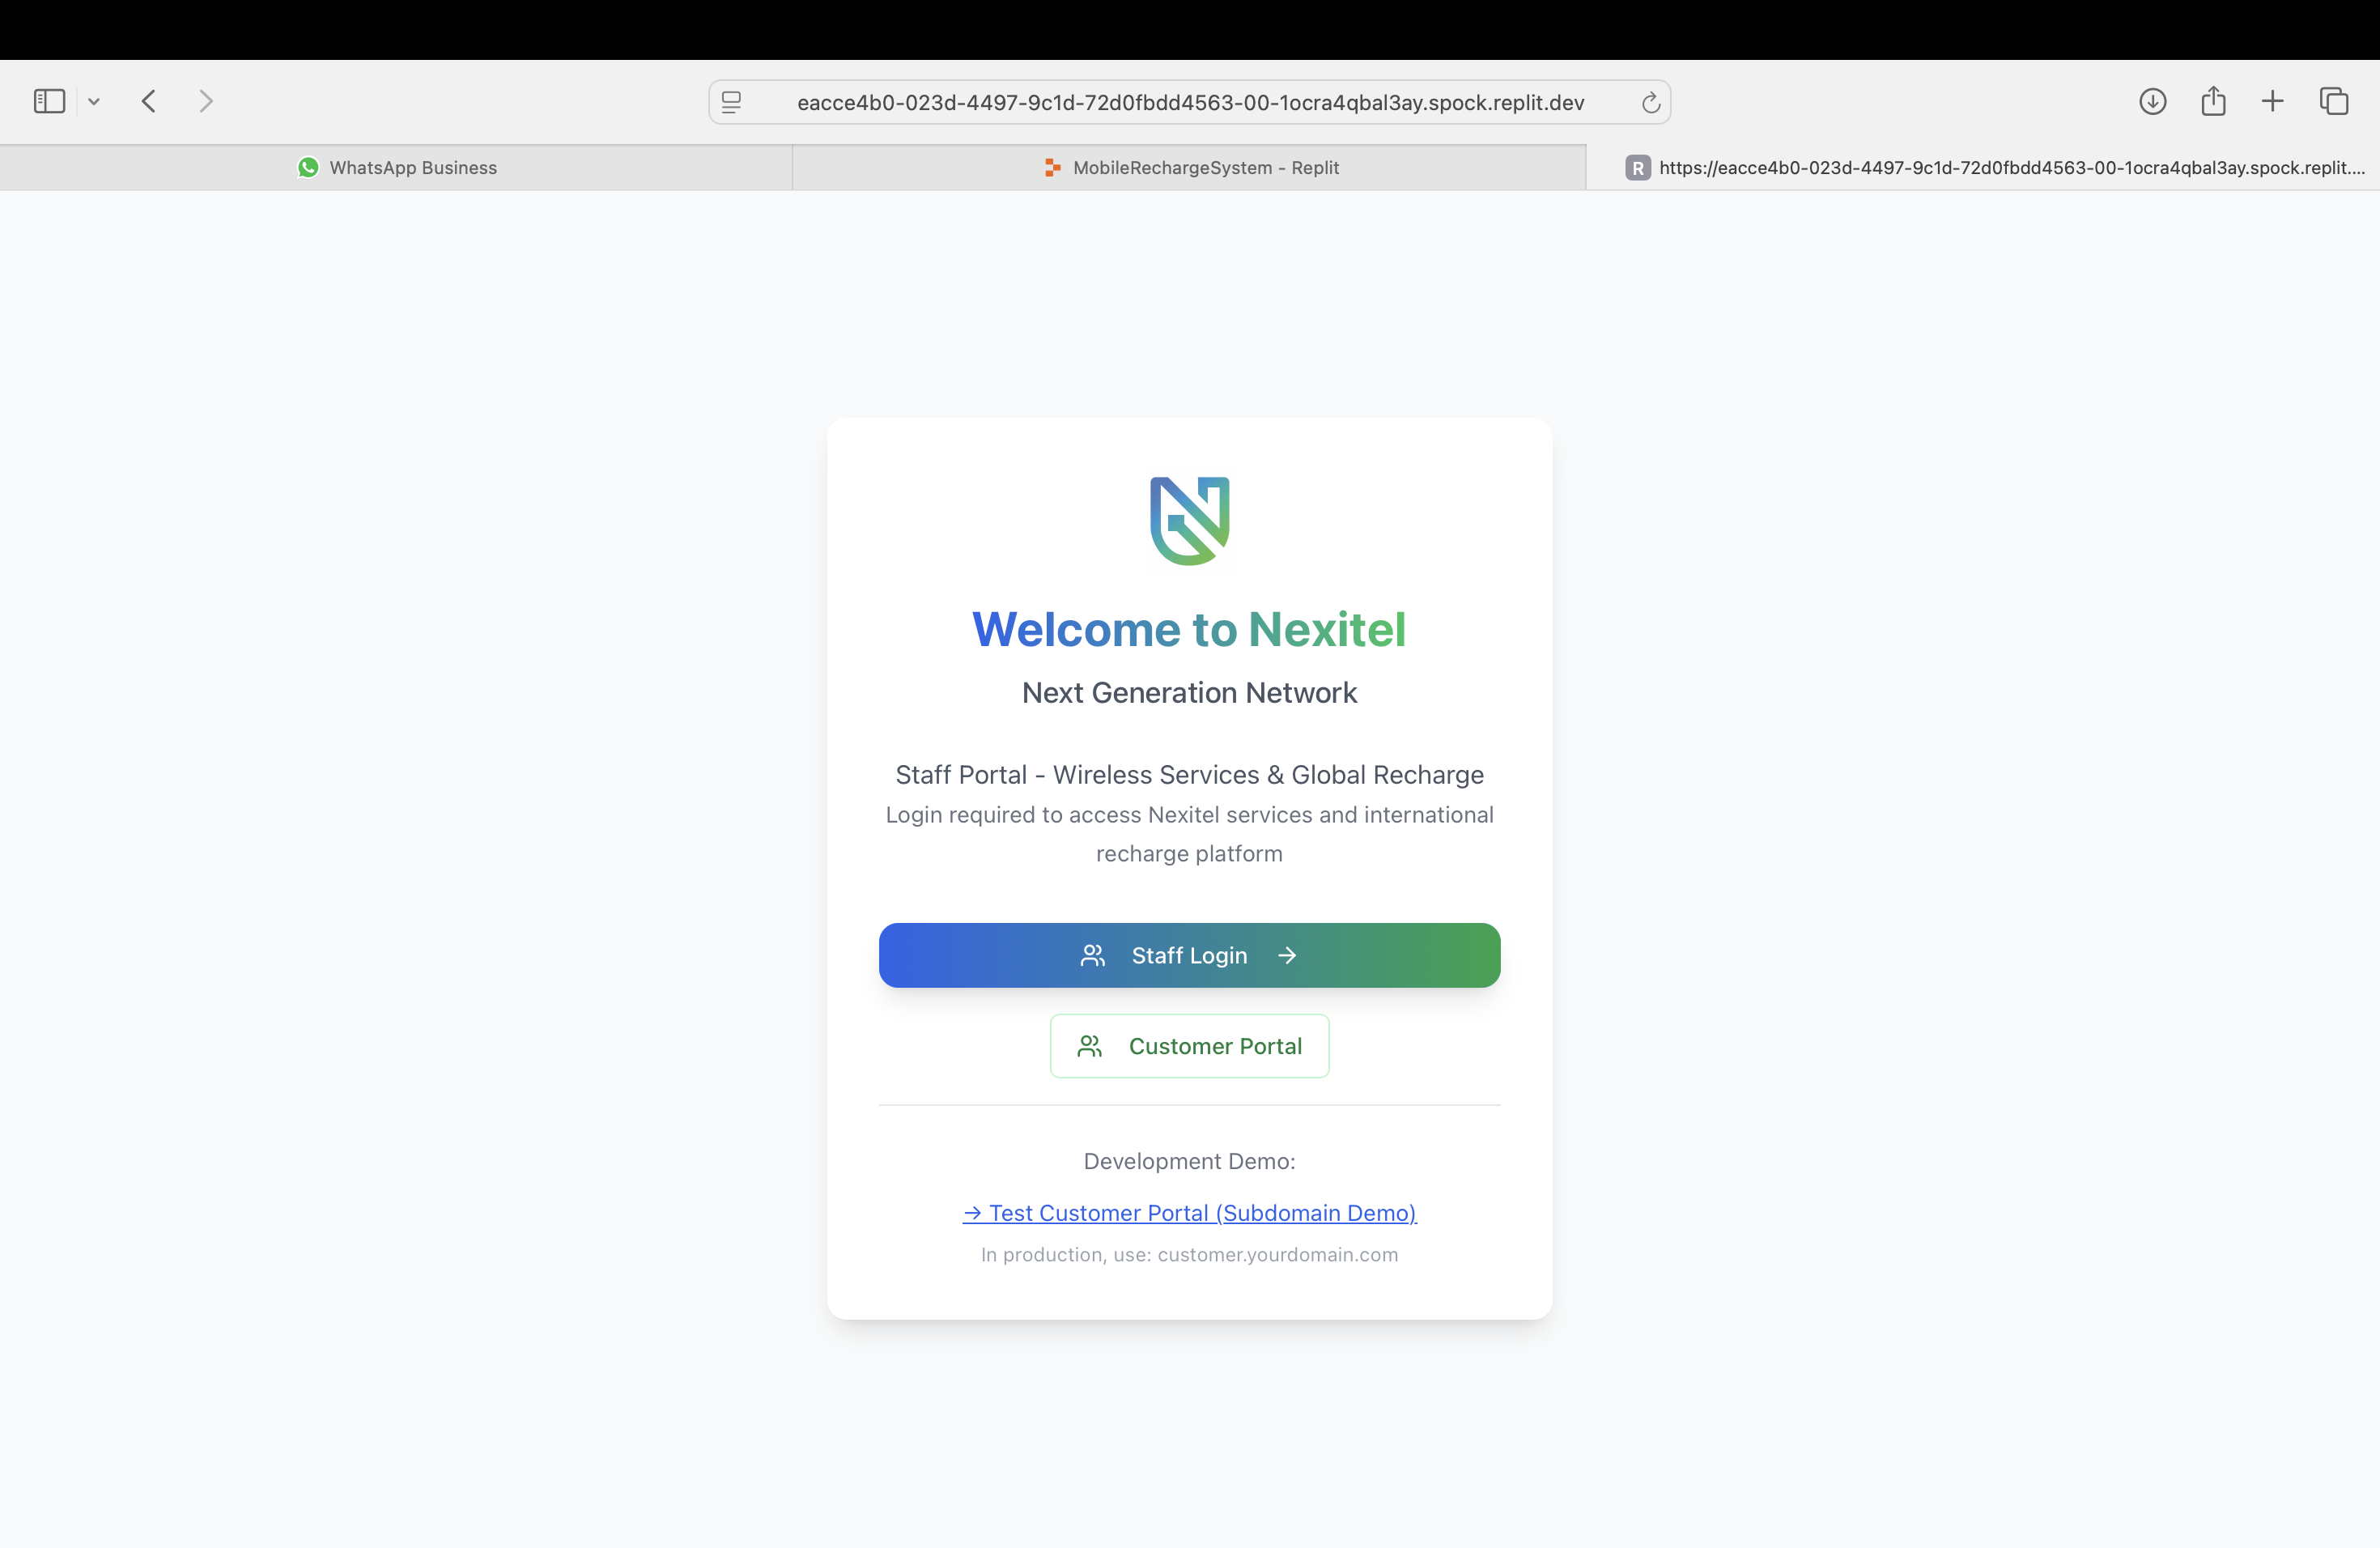 eacce4b0-023d-4497-9c1d-72d0fbdd4563-00-1ocra4qbal3ay.spock.replit.dev
WhatsApp Business
MobileRechargeSystem - Replit
R https://eacce4b0-023d-4497-9c1d-72d0fbdd4563-00-1ocra4qbal3ay.spock.replit....
Welcome to Nexitel
Next Generation Network
Staff Portal - Wireless Services & Global Recharge
Login required to access Nexitel services and international
recharge platform
Staff Login →
Customer Portal
Development Demo:
→ Test Customer Portal (Subdomain Demo)
In production, use: customer.yourdomain.com